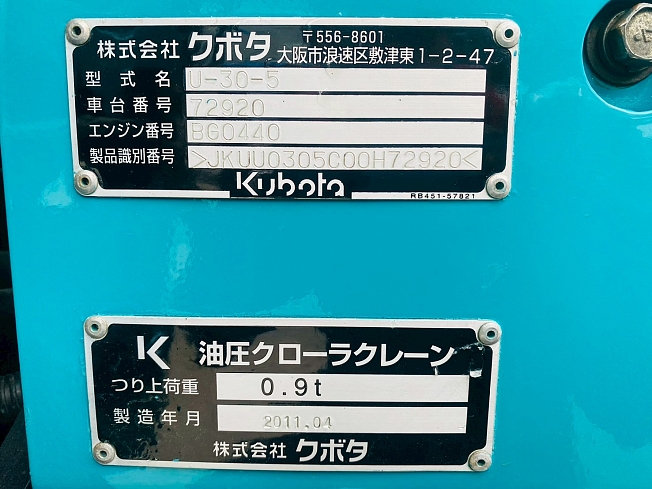 株式会社 クボタ 〒556-8601
大阪市浪速区敷津東1-2-47
型式名 U-30-5
車台番号 72920
エンジン番号 BG0440
製品識別番号 >JKUU0305C00H72920<
Kubota
RB451-57821
K 油圧クローラクレーン
つり上荷重 0.9t
製造年月 2011.04
株式会社 クボタ